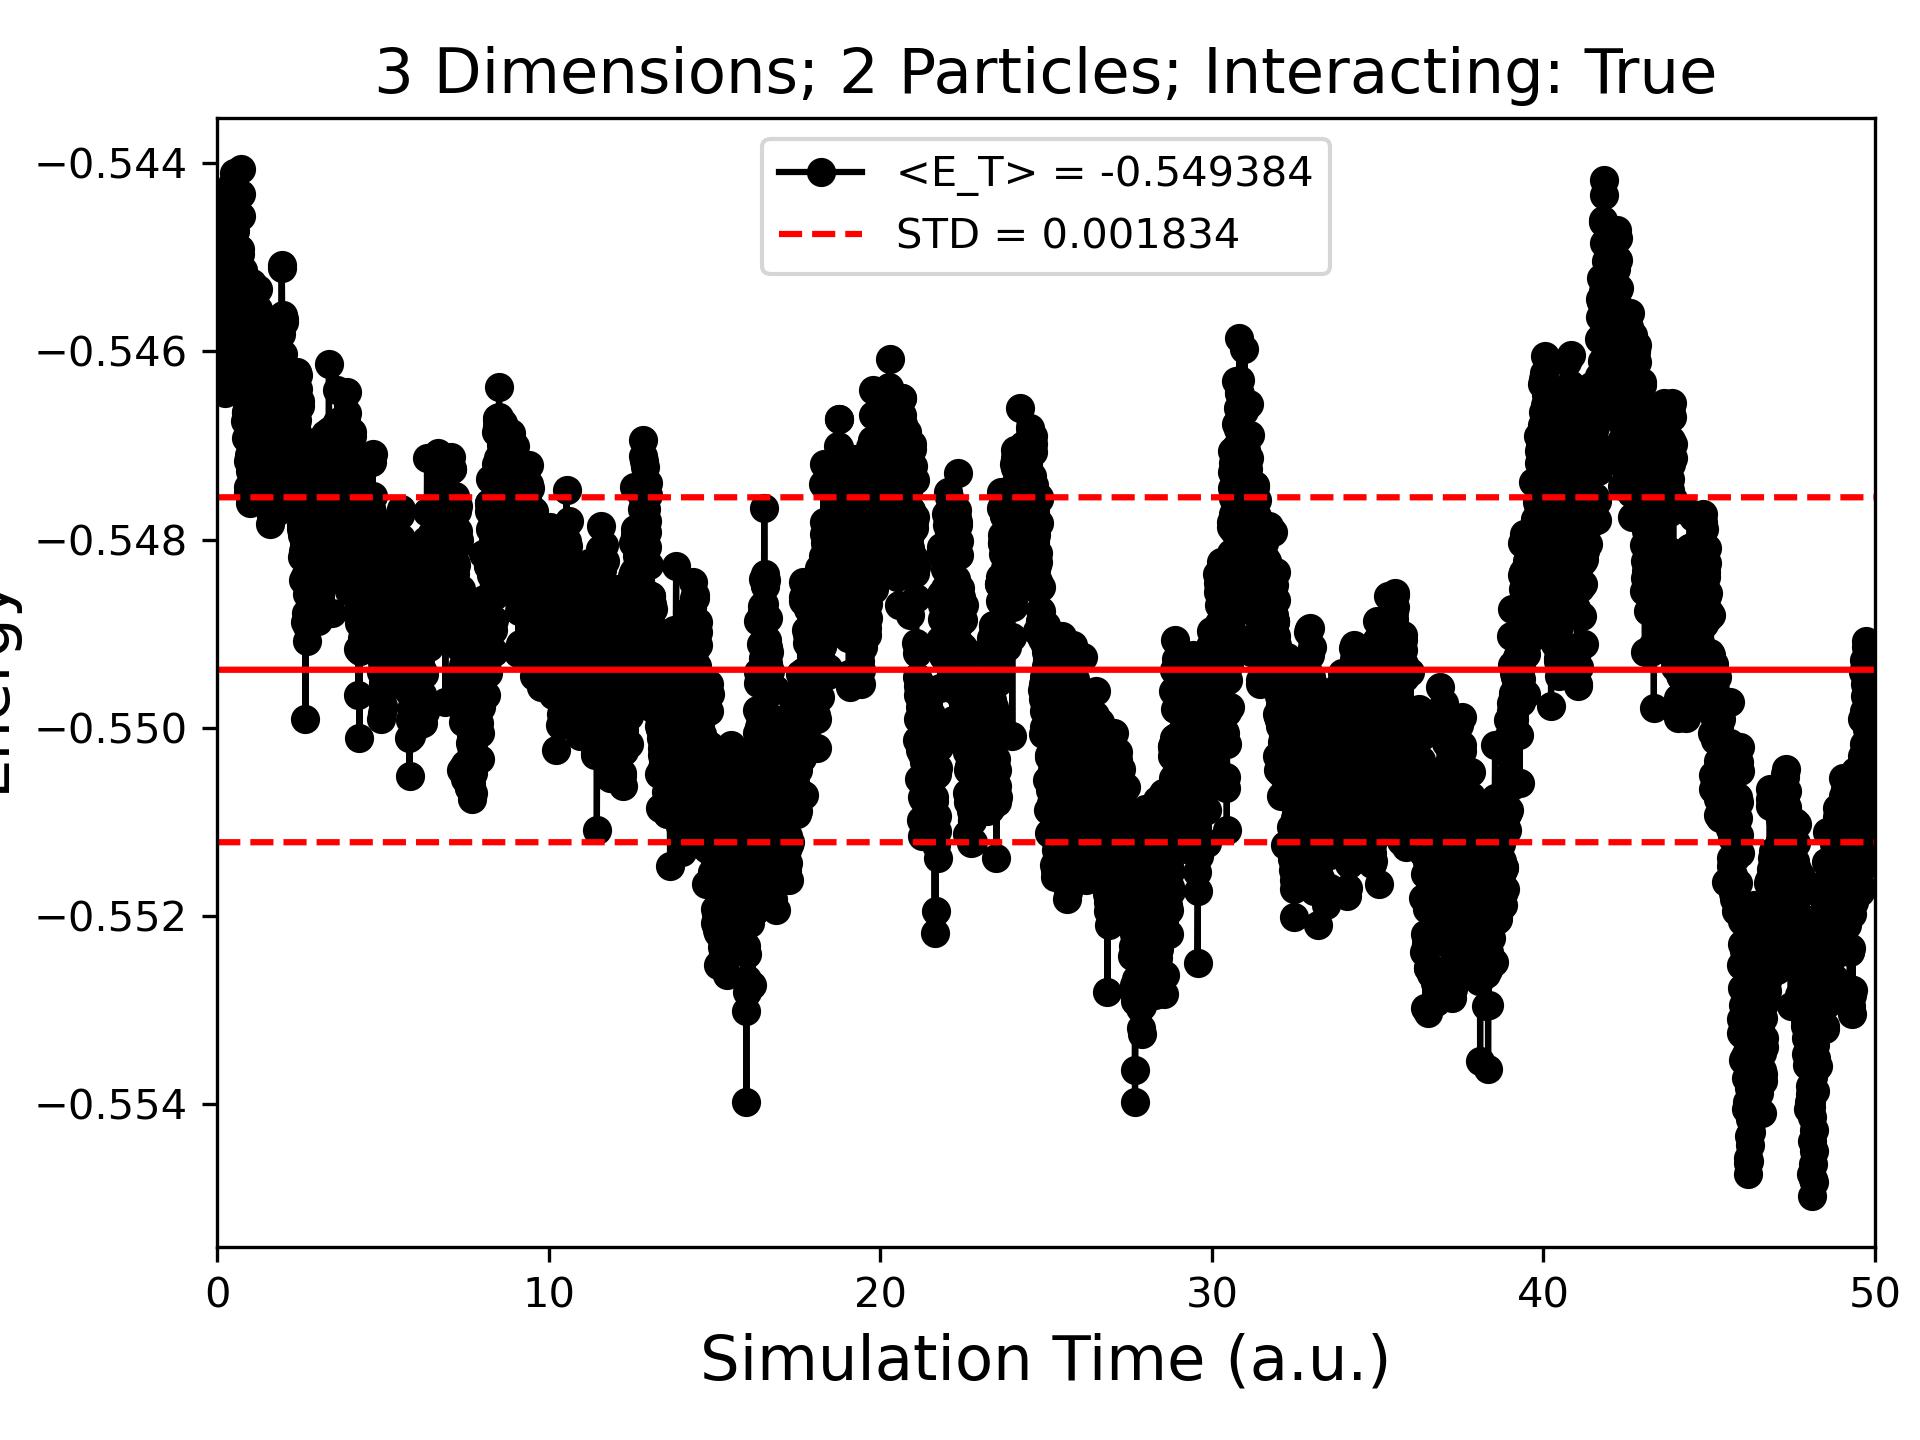 3 Dimensions; 2 Particles; Interacting: True
<E_T> = -0.549384
STD = 0.001834
−0.544
−0.546
−0.548
−0.550
−0.552
−0.554
0 10 20 30 40 50
Simulation Time (a.u.)